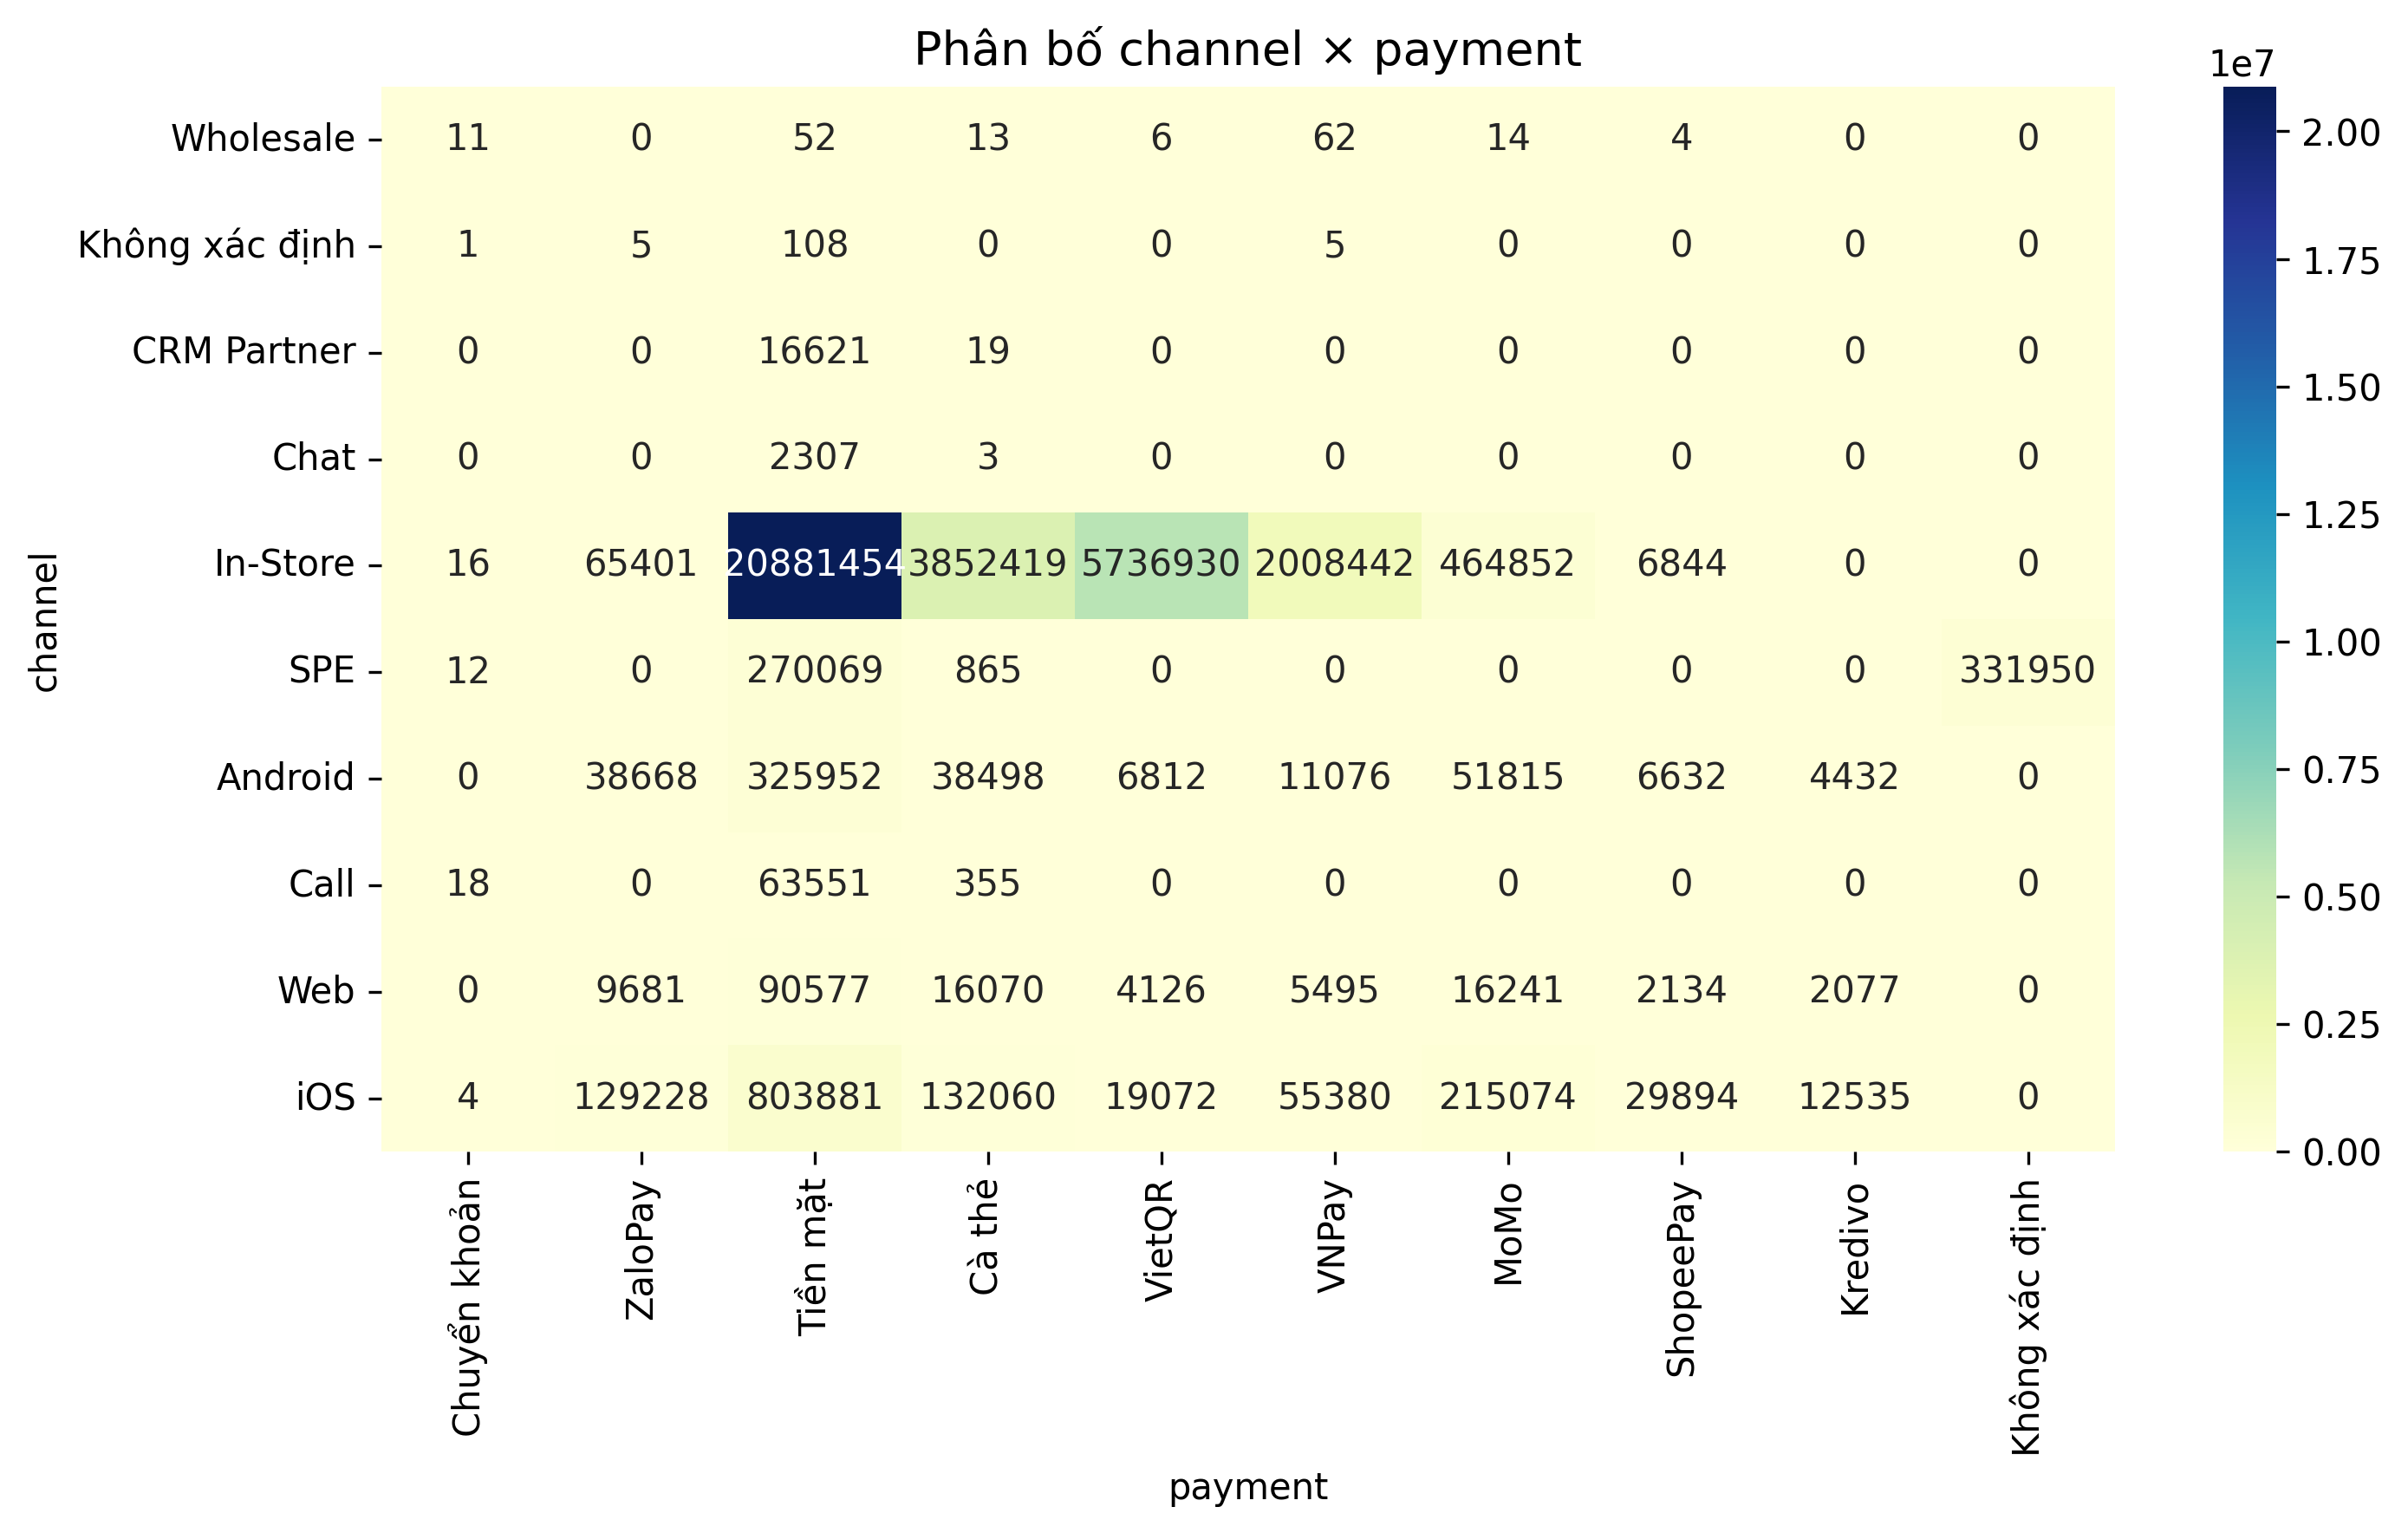 Phân bố channel × payment
1e7
Wholesale 11 0 52 13 6 62 14 4 0 0
Không xác định 1 5 108 0 0 5 0 0 0 0
CRM Partner 0 0 16621 19 0 0 0 0 0 0
Chat 0 0 2307 3 0 0 0 0 0 0
In-Store 16 65401 20881454 3852419 5736930 2008442 464852 6844 0 0
SPE 12 0 270069 865 0 0 0 0 0 331950
Android 0 38668 325952 38498 6812 11076 51815 6632 4432 0
Call 18 0 63551 355 0 0 0 0 0 0
Web 0 9681 90577 16070 4126 5495 16241 2134 2077 0
iOS 4 129228 803881 132060 19072 55380 215074 29894 12535 0
channel
Chuyển khoản
ZaloPay
Tiền mặt
Cà thẻ
VietQR
VNPay
MoMo
ShopeePay
Kredivo
Không xác định
payment
2.00
1.75
1.50
1.25
1.00
0.75
0.50
0.25
0.00